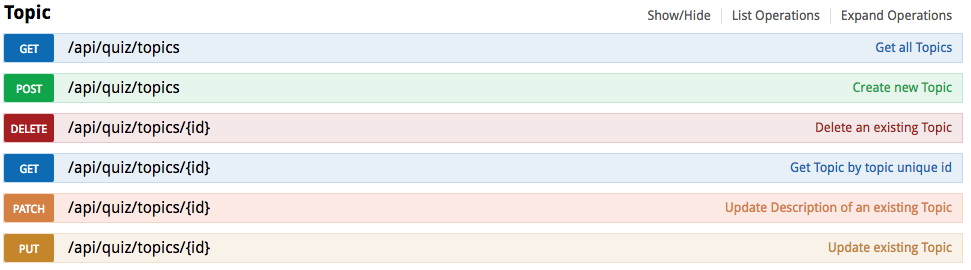 Topic Show/Hide List Operations Expand Operations
GET /api/quiz/topics Get all Topics
POST /api/quiz/topics Create new Topic
DELETE /api/quiz/topics/{id} Delete an existing Topic
GET /api/quiz/topics/{id} Get Topic by topic unique id
PATCH /api/quiz/topics/{id} Update Description of an existing Topic
PUT /api/quiz/topics/{id} Update existing Topic